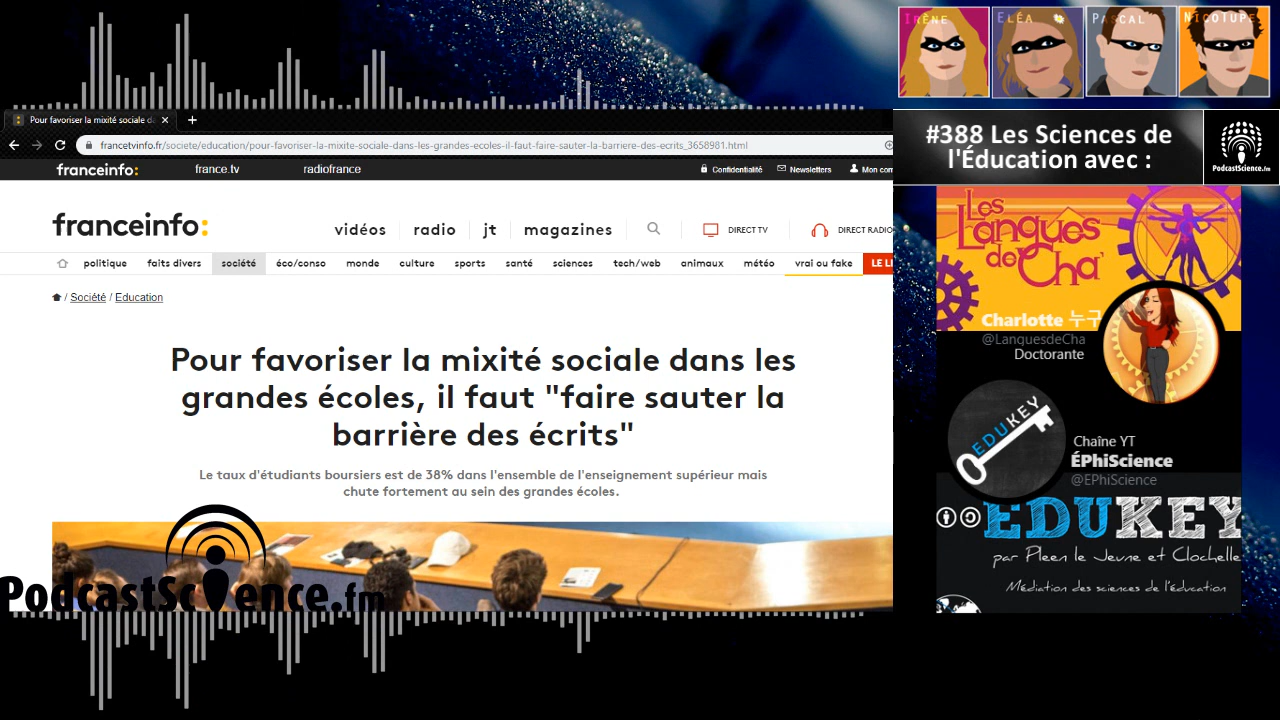 IRÈNE
ELÉA
PASCAL
NICOTUPE
Pour favoriser la mixité sociale da
francetvinfo.fr/societe/education/pour-favoriser-la-mixite-sociale-dans-les-grandes-ecoles-il-faut-faire-sauter-la-barriere-des-ecrits_3658981.html
franceinfo:
france.tv
radiofrance
Confidentialité
Newsletters
Mon com
franceinfo:
vidéos
radio
jt
magazines
DIRECT TV
DIRECT RADIO
politique
faits divers
société
éco/conso
monde
culture
sports
santé
sciences
tech/web
animaux
météo
vrai ou fake
LE LI
/ Société / Education
Pour favoriser la mixité sociale dans les
grandes écoles, il faut "faire sauter la
barrière des écrits"
Le taux d'étudiants boursiers est de 38% dans l'ensemble de l'enseignement supérieur mais
chute fortement au sein des grandes écoles.
PodcastScience.fm
#388 Les Sciences de
l'Éducation avec :
PodcastScience.fm
Les
Langues
de Cha'
Charlotte 누구
@LanguesdeCha
Doctorante
EDUKEY
Chaîne YT
ÉPhiScience
@EPhiScience
EDUKEY
par Pleen le Jeune et Clochelle
Médiation des sciences de l'éducation